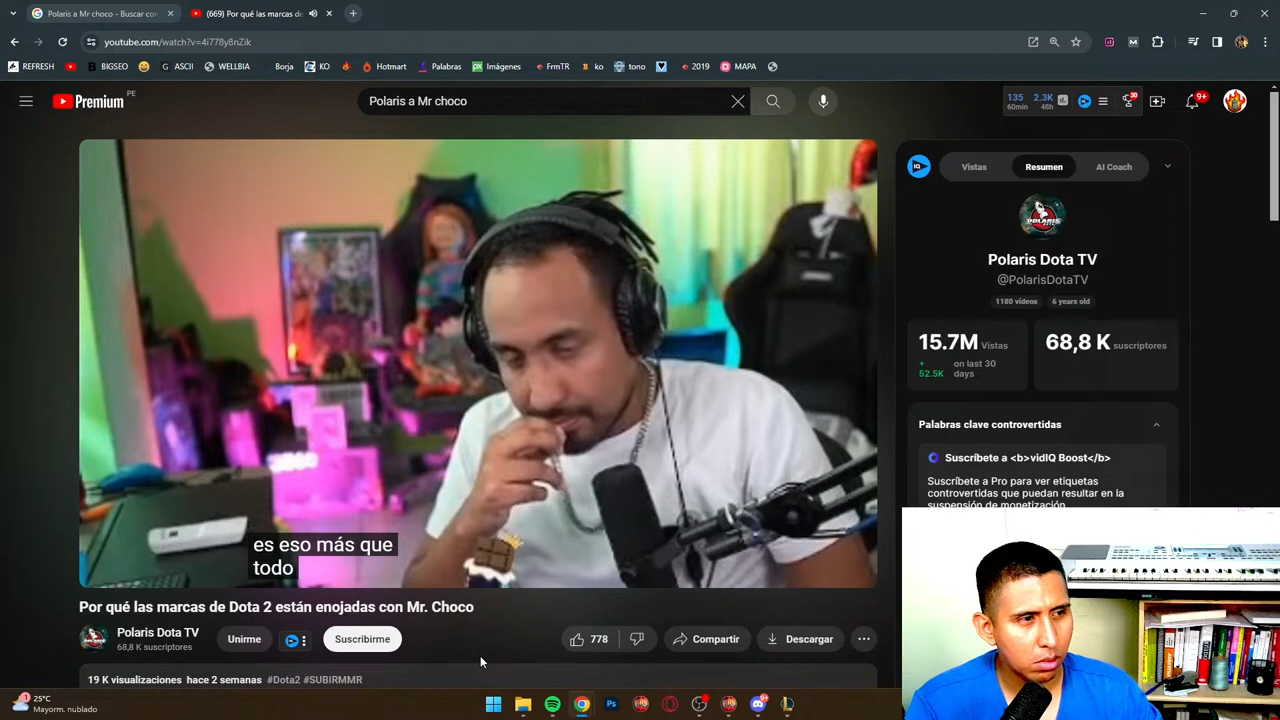 Polaris a Mr choco - Buscar con
(669) Por qué las marcas de
youtube.com/watch?v=4i778y8nZik
REFRESH
BIGSEO
ASCII
WELLBIA
Borja
KO
Hotmart
Palabras
Imágenes
FrmTR
ko
tono
2019
MAPA
Premium PE
Polaris a Mr choco
135 2.3K
60min 48h
30
9+
Vistas Resumen AI Coach
POLARIS
Polaris Dota TV
@PolarisDotaTV
1180 vídeos 6 years old
15.7M Vistas
+ 52.5K on last 30 days
68,8 K suscriptores
Palabras clave controvertidas
Suscríbete a <b>vidIQ Boost</b>
Suscríbete a Pro para ver etiquetas
controvertidas que puedan resultar en la
suspensión de monetización
es eso más que
todo
Por qué las marcas de Dota 2 están enojadas con Mr. Choco
Polaris Dota TV
68,8 K suscriptores
Unirme
Suscribirme
778
Compartir
Descargar
19 K visualizaciones hace 2 semanas #Dota2 #SUBIRMMR
25°C
Mayorm. nublado